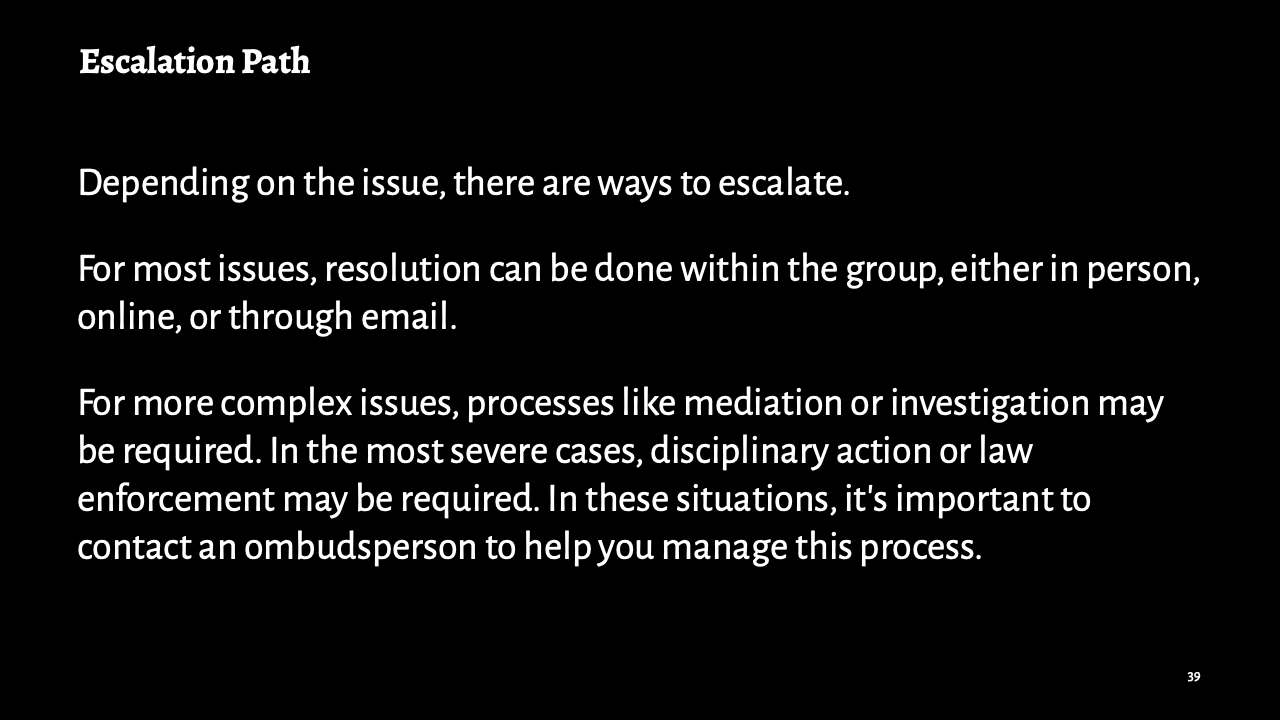 Escalation Path
Depending on the issue, there are ways to escalate.
For most issues, resolution can be done within the group, either in person,
online, or through email.
For more complex issues, processes like mediation or investigation may
be required. In the most severe cases, disciplinary action or law
enforcement may be required. In these situations, it's important to
contact an ombudsperson to help you manage this process.
39